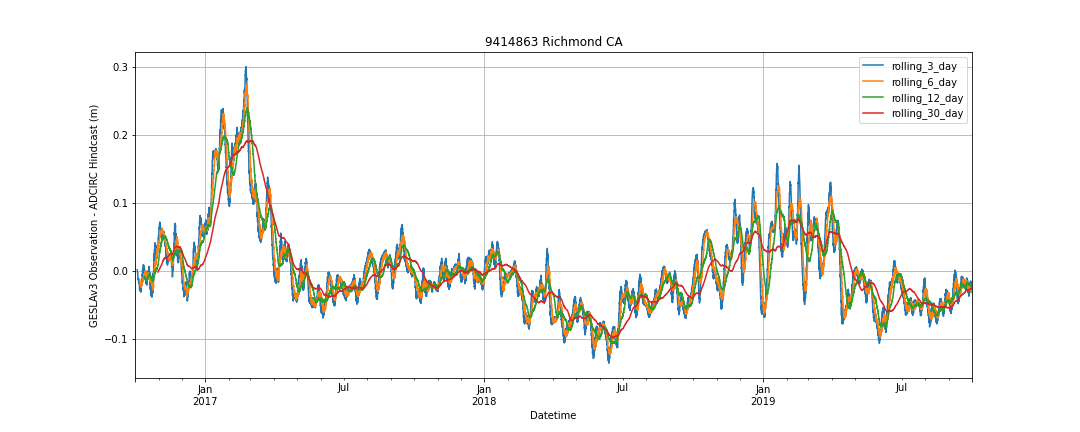 9414863 Richmond CA
GESLAv3 Observation - ADCIRC Hindcast (m)
0.3
0.2
0.1
0.0
−0.1
rolling_3_day
rolling_6_day
rolling_12_day
rolling_30_day
Jan
2017
Jul
Jan
2018
Jul
Jan
2019
Jul
Datetime